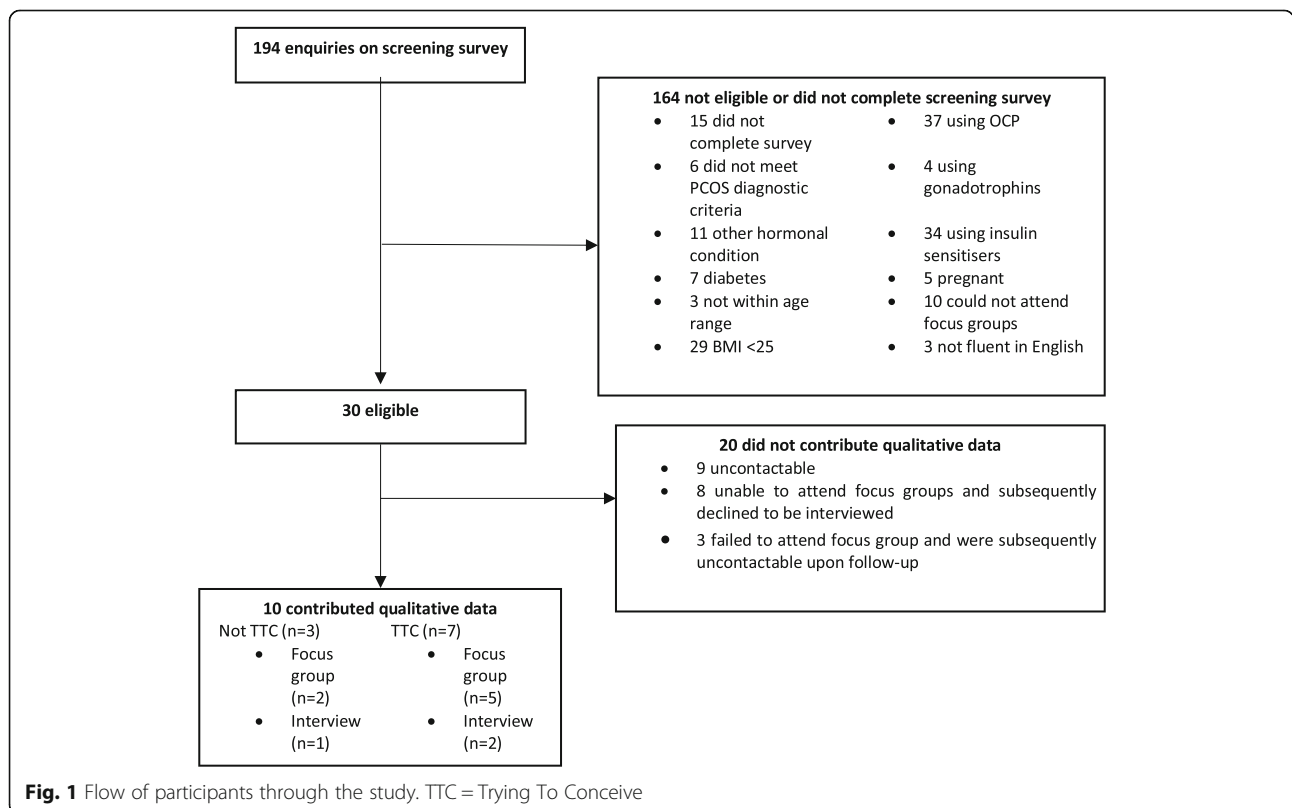 194 enquiries on screening survey
164 not eligible or did not complete screening survey
• 15 did not
complete survey
• 6 did not meet
PCOS diagnostic
criteria
• 11 other hormonal
condition
• 7 diabetes
• 3 not within age
range
• 29 BMI <25
• 37 using OCP
• 4 using
gonadotrophins
• 34 using insulin
sensitisers
• 5 pregnant
• 10 could not attend
focus groups
• 3 not fluent in English
30 eligible
20 did not contribute qualitative data
• 9 uncontactable
• 8 unable to attend focus groups and subsequently
declined to be interviewed
• 3 failed to attend focus group and were subsequently
uncontactable upon follow-up
10 contributed qualitative data
Not TTC (n=3)
• Focus
group
(n=2)
• Interview
(n=1)
TTC (n=7)
• Focus
group
(n=5)
• Interview
(n=2)
Fig. 1 Flow of participants through the study. TTC = Trying To Conceive